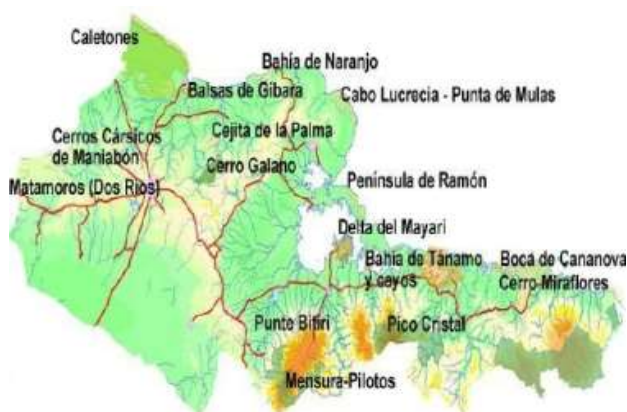 Caletones
Bahía de Naranjo
Balsas de Gibara
Cabo Lucrecia - Punta de Mulas
Cerros Cársicos
de Maniabón
Cejita de la Palma
Cerro Galano
Matamoros (Dos Ríos)
Península de Ramón
Delta del Mayari
Bahía de Tánamo
y cayos
Boca de Cananova
Cerro Miraflores
Punte Bitiri
Pico Cristal
Mensura-Pilotos